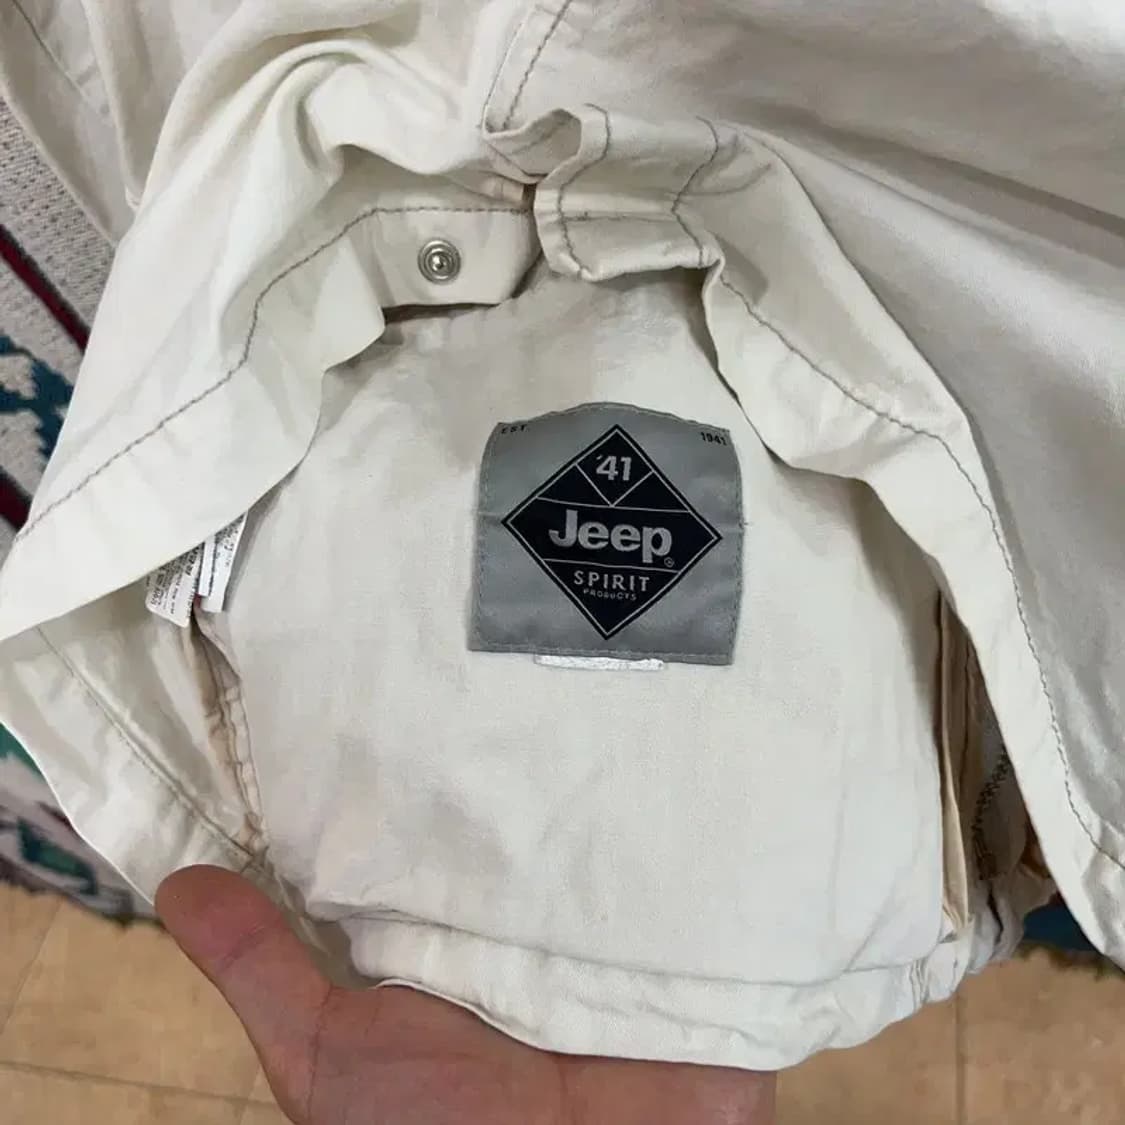 EST. 1941
'41
Jeep®
SPIRIT
PRODUCTS